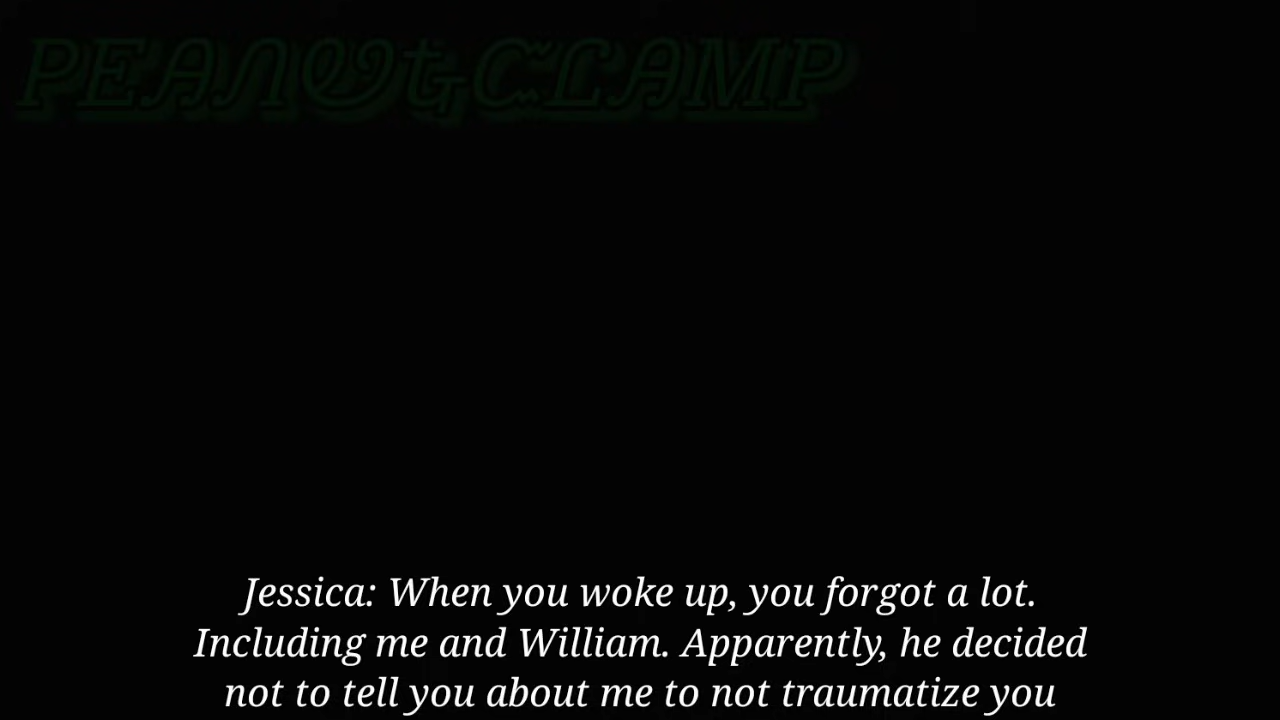 PEANUTCLAMP
Jessica: When you woke up, you forgot a lot.
Including me and William. Apparently, he decided
not to tell you about me to not traumatize you